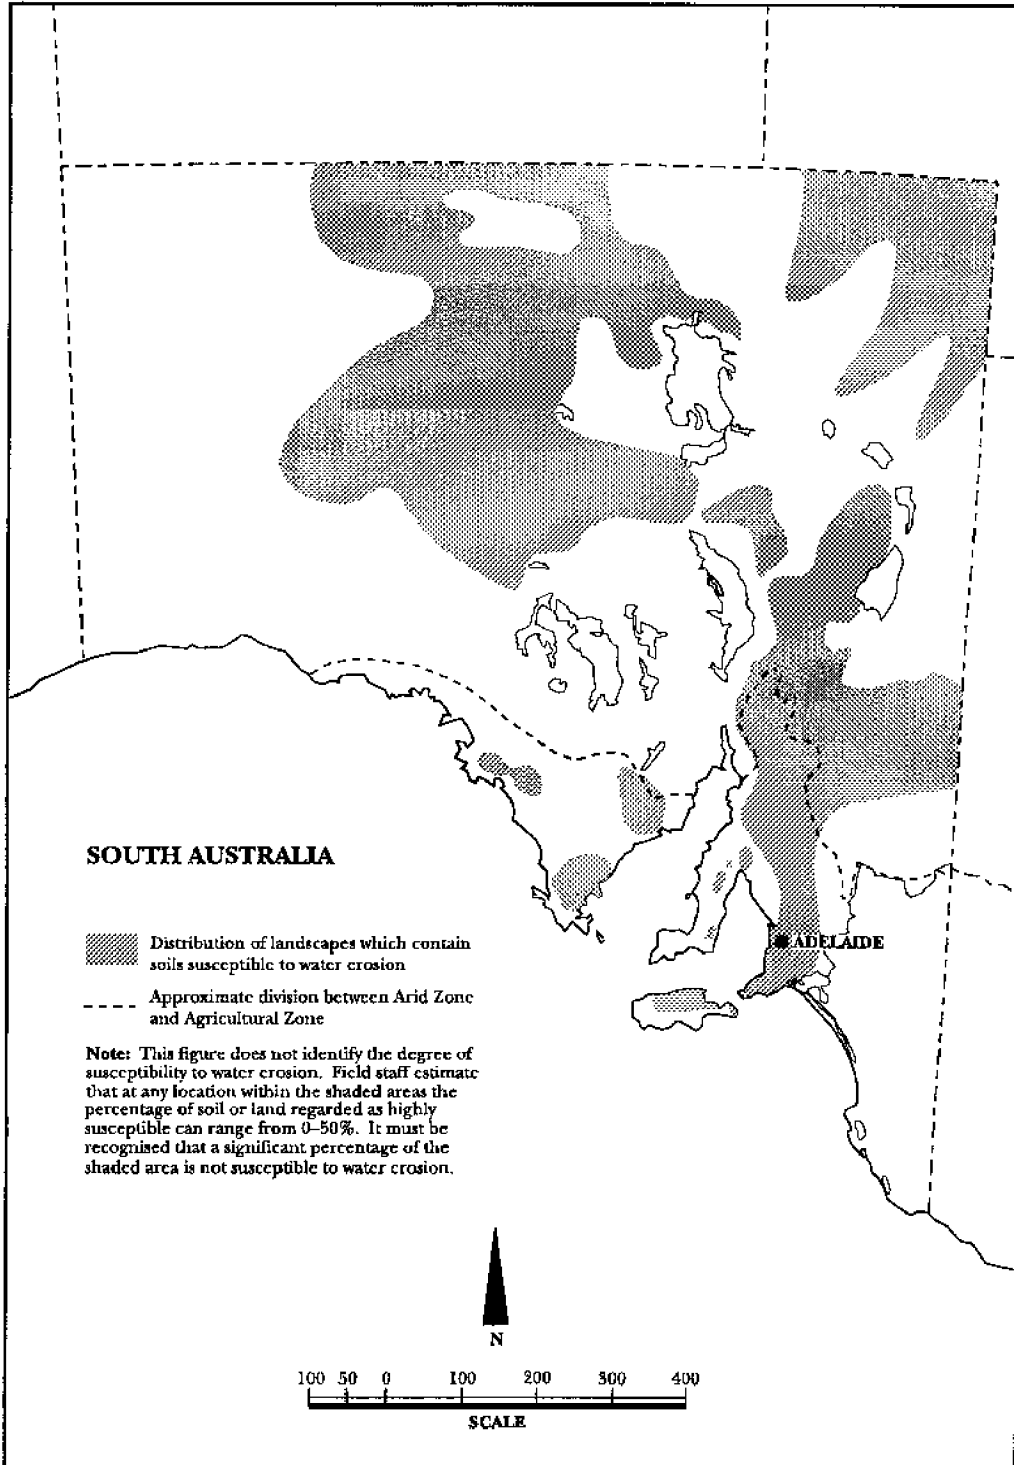 SOUTH AUSTRALIA
Distribution of landscapes which contain
soils susceptible to water erosion
Approximate division between Arid Zone
and Agricultural Zone
Note: This figure does not identify the degree of
susceptibility to water erosion. Field staff estimate
that at any location within the shaded areas the
percentage of soil or land regarded as highly
susceptible can range from 0–50%. It must be
recognised that a significant percentage of the
shaded area is not susceptible to water erosion.
ADELAIDE
N
100 50 0 100 200 300 400
SCALE